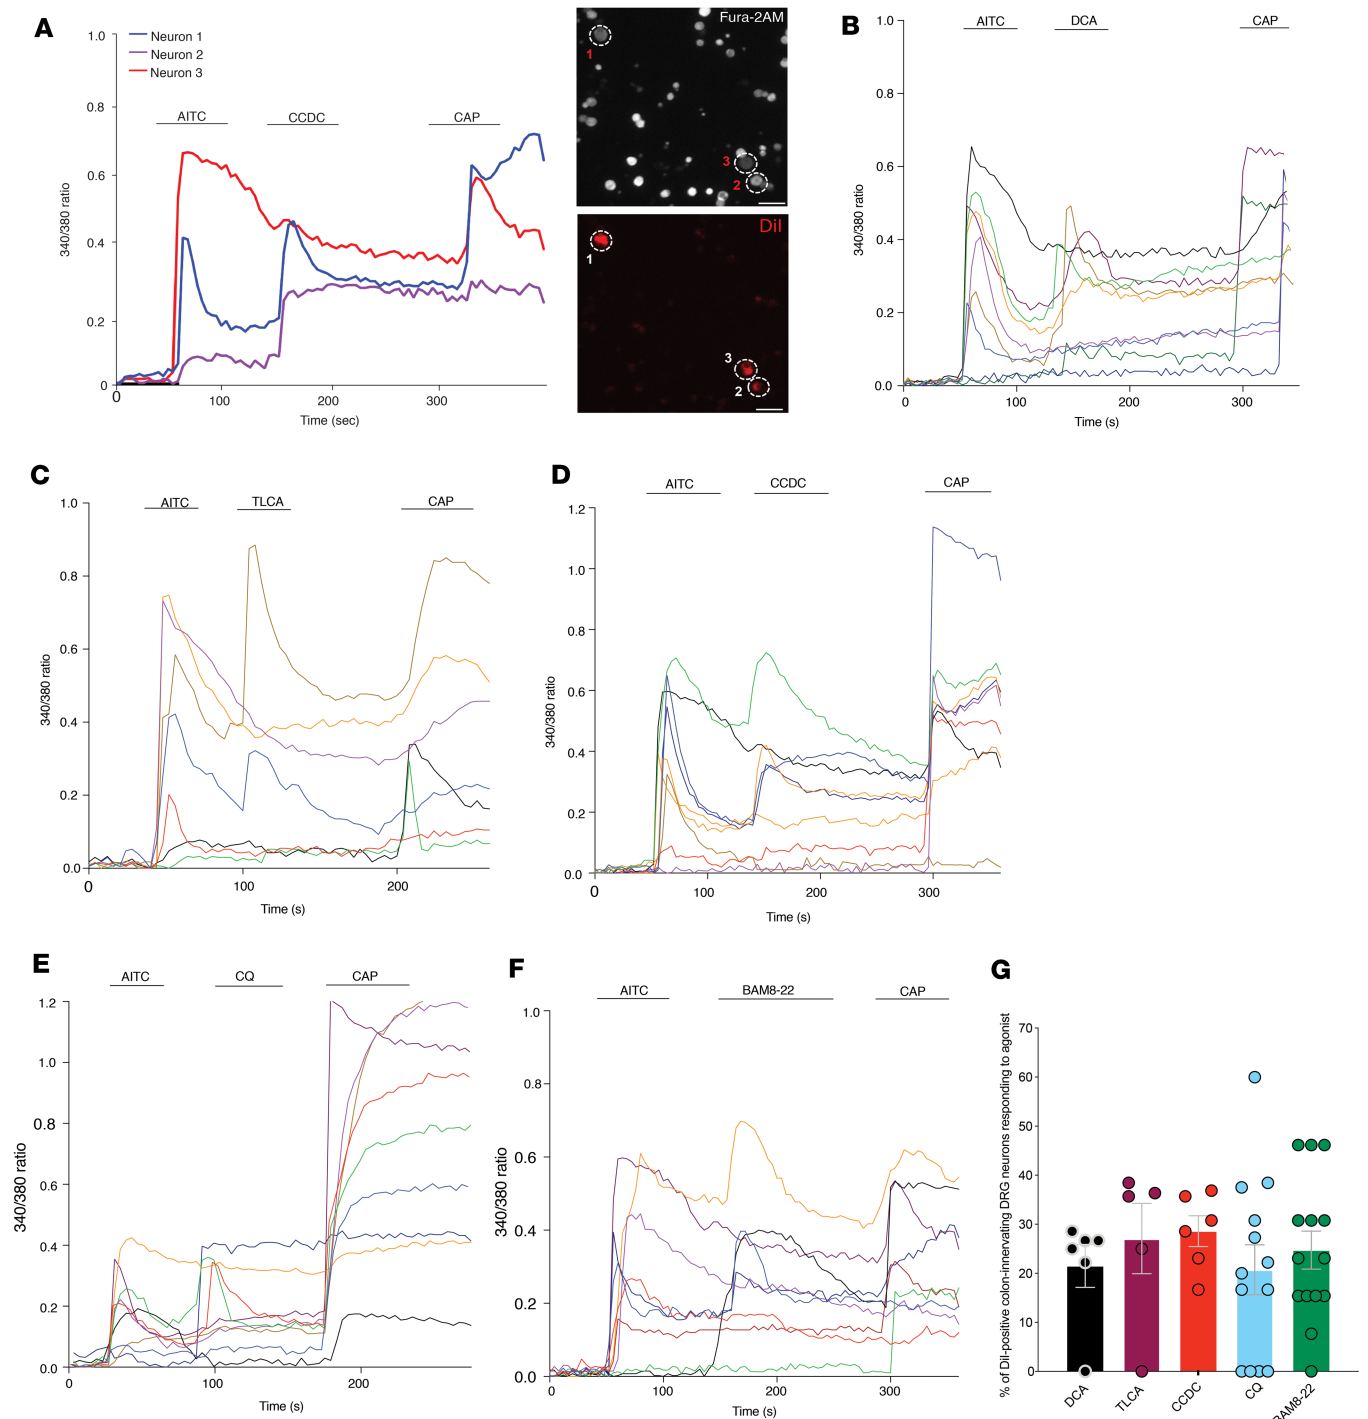 A
Neuron 1
Neuron 2
Neuron 3
AITC
CCDC
CAP
1.0
0.8
0.6
0.4
0.2
0
340/380 ratio
0
100
200
300
Time (sec)
Fura-2AM
1
3
2
DiI
1
3
2
B
AITC
DCA
CAP
1.0
0.8
0.6
0.4
0.2
0.0
340/380 ratio
0
100
200
300
Time (s)
C
AITC
TLCA
CAP
1.0
0.8
0.6
0.4
0.2
0.0
340/380 ratio
0
100
200
Time (s)
D
AITC
CCDC
CAP
1.2
1.0
0.8
0.6
0.4
0.2
0.0
340/380 ratio
0
100
200
300
Time (s)
E
AITC
CQ
CAP
1.2
1.0
0.8
0.6
0.4
0.2
0.0
340/380 ratio
0
100
200
Time (s)
F
AITC
BAM8-22
CAP
1.0
0.8
0.6
0.4
0.2
0.0
340/380 ratio
0
100
200
300
Time (s)
G
% of DiI-positive colon-innervating DRG neurons responding to agonist
70
60
50
40
30
20
10
0
DCA
TLCA
CCDC
CQ
BAM8-22